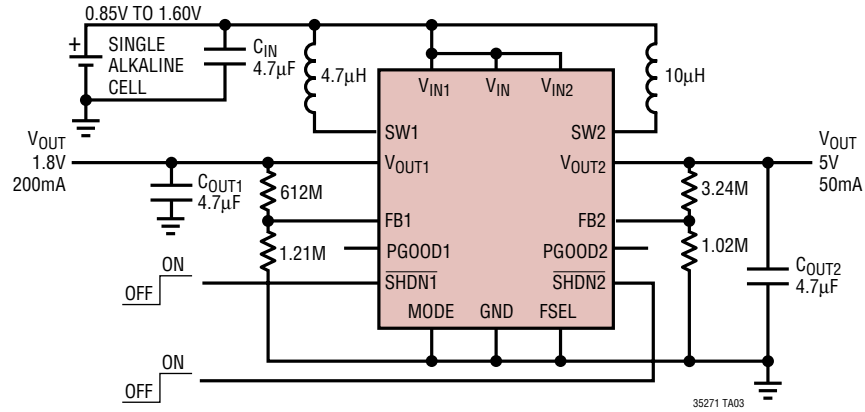 0.85V TO 1.60V
+
SINGLE
ALKALINE
CELL
CIN
4.7µF
4.7µH
VIN1
VIN
VIN2
10µH
SW1
SW2
VOUT
1.8V
200mA
VOUT1
VOUT2
VOUT
5V
50mA
COUT1
4.7µF
612M
3.24M
FB1
FB2
1.21M
1.02M
PGOOD1
PGOOD2
COUT2
4.7µF
ON
OFF
SHDN1
SHDN2
MODE
GND
FSEL
ON
OFF
35271 TA03